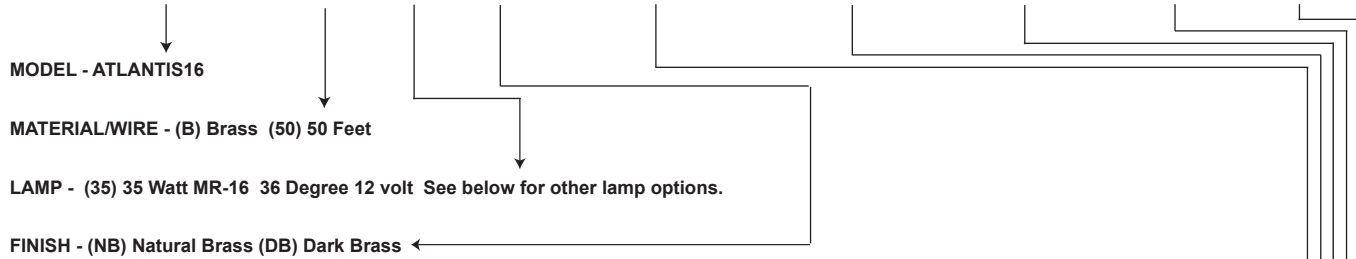 MODEL - ATLANTIS16
MATERIAL/WIRE - (B) Brass (50) 50 Feet
LAMP - (35) 35 Watt MR-16 36 Degree 12 volt See below for other lamp options.
FINISH - (NB) Natural Brass (DB) Dark Brass